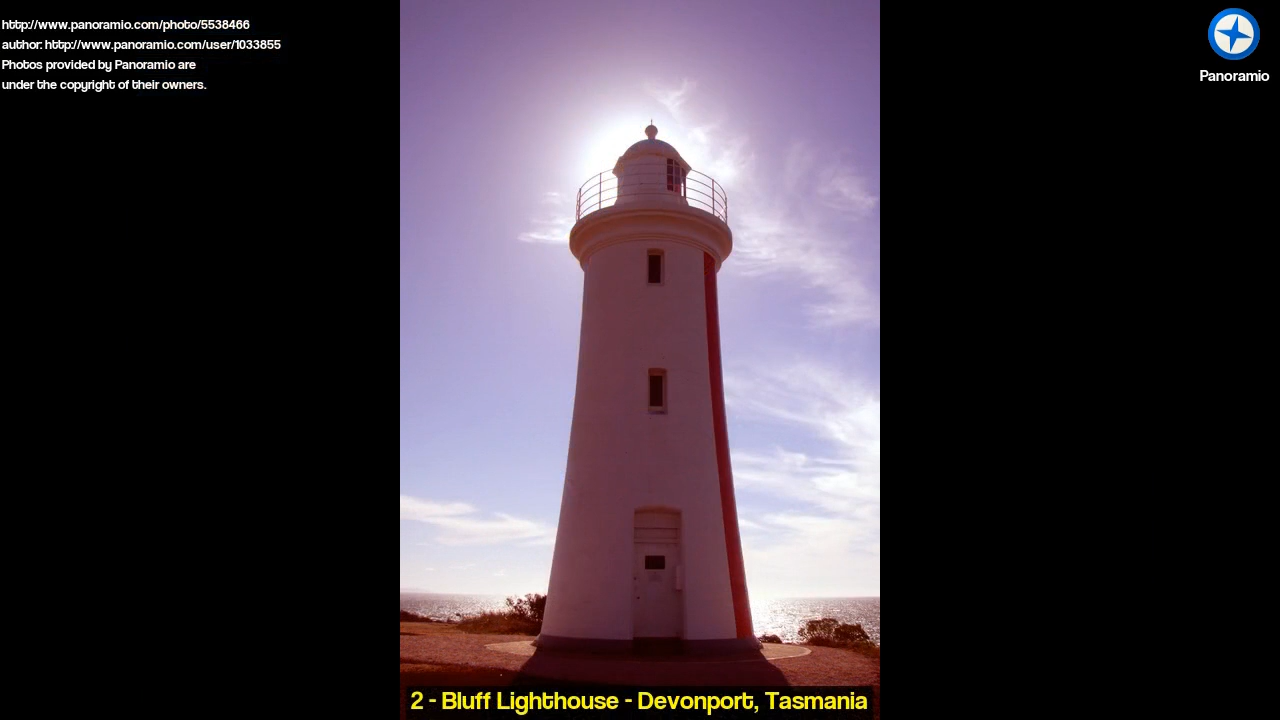 http://www.panoramio.com/photo/5538466
author: http://www.panoramio.com/user/1033855
Photos provided by Panoramio are
under the copyright of their owners.
Panoramio
2 - Bluff Lighthouse - Devonport, Tasmania